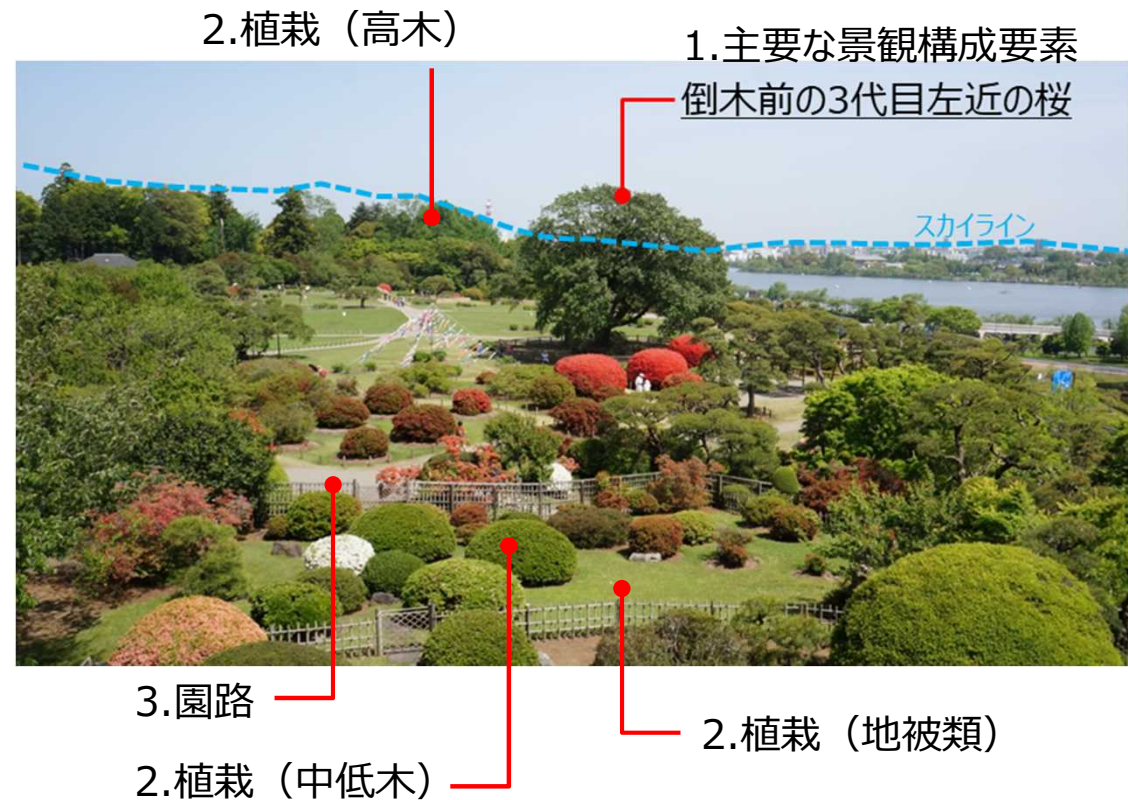 2.植栽（高木）
1.主要な景観構成要素
倒木前の3代目左近の桜
スカイライン
3.園路
2.植栽（地被類）
2.植栽（中低木）